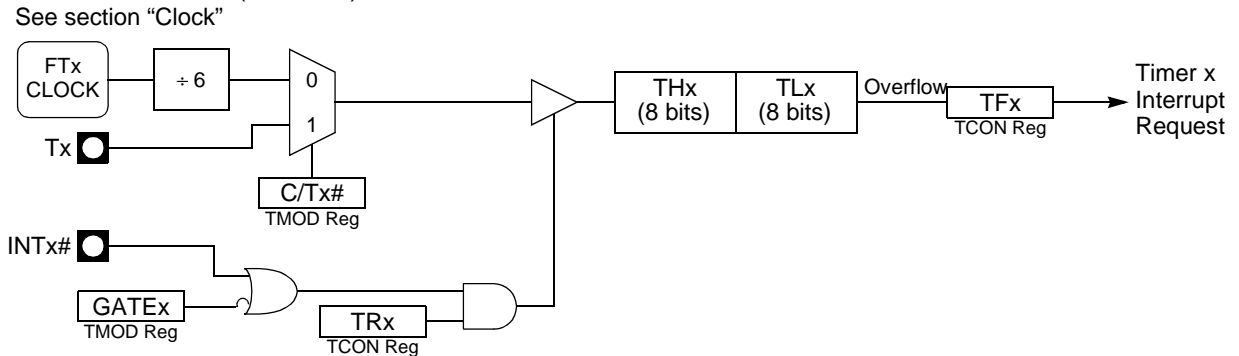 See section “Clock”
FTx
CLOCK
÷ 6
0
1
Tx
C/Tx#
TMOD Reg
THx
(8 bits)
TLx
(8 bits)
Overflow
TFx
TCON Reg
Timer x
Interrupt
Request
INTx#
GATEx
TMOD Reg
TRx
TCON Reg